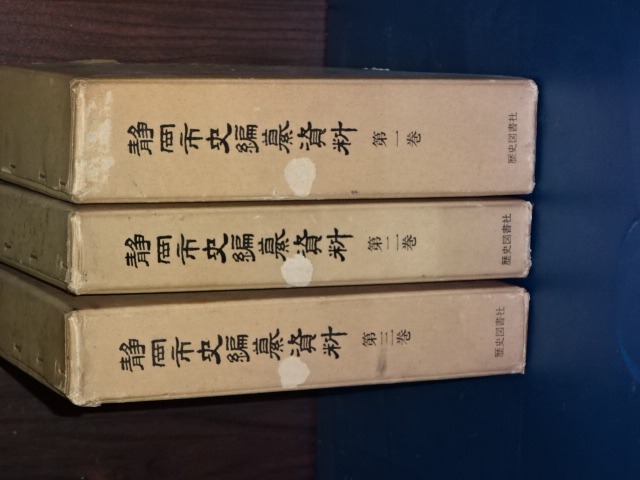 静岡市史編纂資料 第一巻 歴史図書社
静岡市史編纂資料 第二巻 歴史図書社
静岡市史編纂資料 第三巻 歴史図書社